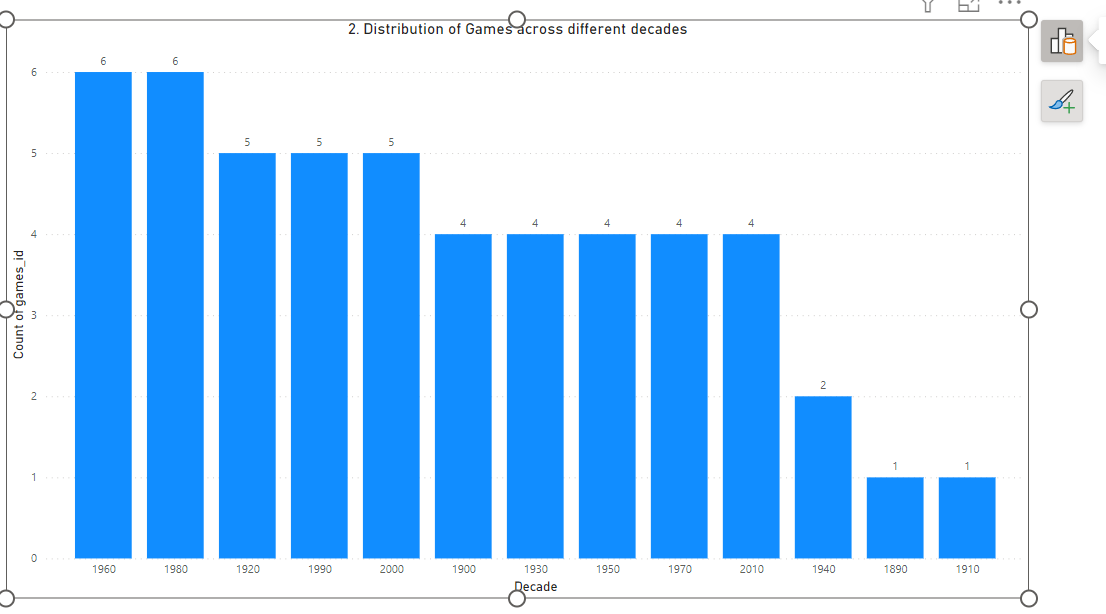 2. Distribution of Games across different decades
Count of games_id
6
5
4
3
2
1
0
6 6 5 5 5 4 4 4 4 4 2 1 1
1960 1980 1920 1990 2000 1900 1930 1950 1970 2010 1940 1890 1910
Decade